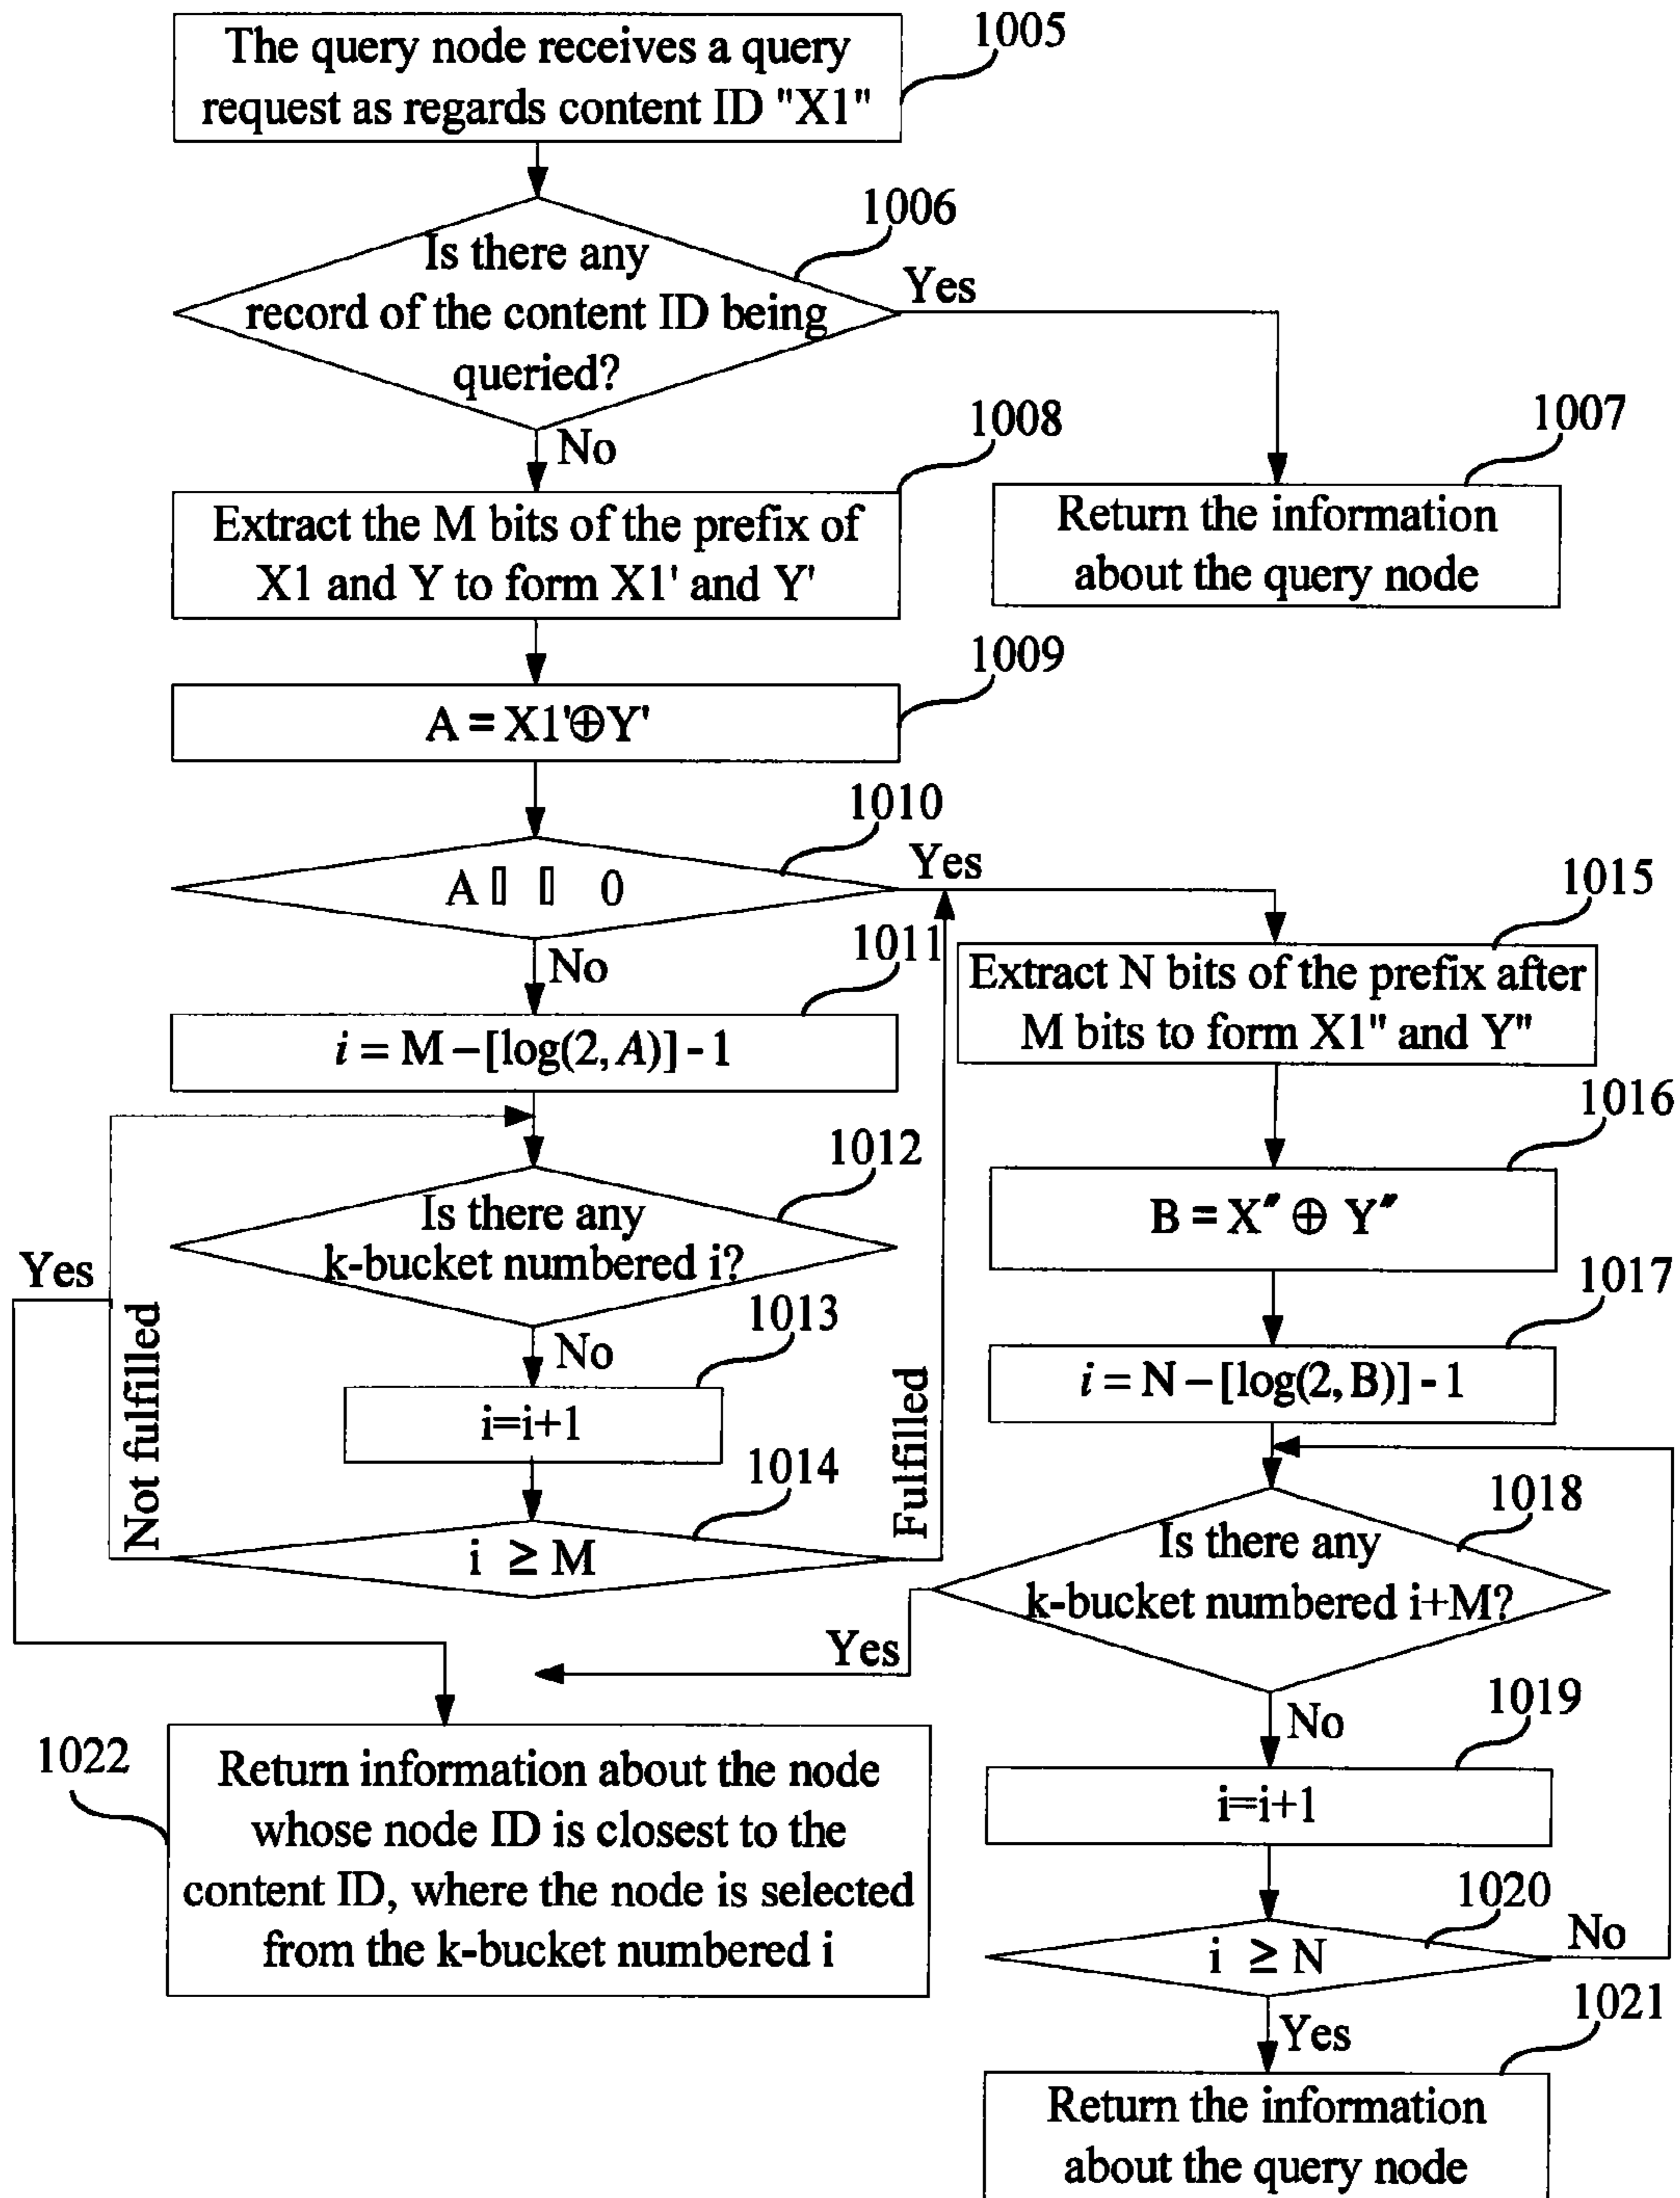 The query node receives a query
request as regards content ID "X1"
1005
Is there any
record of the content ID being
queried?
1006
Yes
No
1008
1007
Extract the M bits of the prefix of
X1 and Y to form X1' and Y'
Return the information
about the query node
1009
A = X1'⊕Y'
1010
A 0
Yes
No
1015
1011
Extract N bits of the prefix after
M bits to form X1" and Y"
i = M – [log(2, A)] - 1
1016
1012
Is there any
k-bucket numbered i?
B = X″ ⊕ Y″
Yes
Not fulfilled
No
1013
i=i+1
Fulfilled
1017
i = N – [log(2, B)] - 1
1014
i ≥ M
1018
Is there any
k-bucket numbered i+M?
Yes
No
1019
i=i+1
1022
Return information about the node
whose node ID is closest to the
content ID, where the node is selected
from the k-bucket numbered i
1020
i ≥ N
No
Yes
1021
Return the information
about the query node